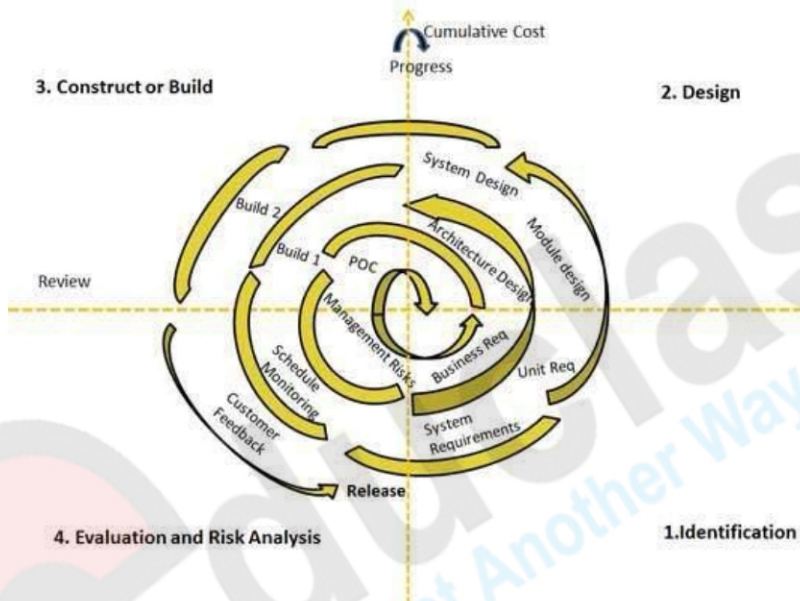 Cumulative Cost
Progress
3. Construct or Build
2. Design
System Design
Build 2
Module design
Architecture Design
Build 1
POC
Review
Management Risks
Business Req
Unit Req
Schedule
Monitoring
System
Requirements
Customer
Feedback
Release
4. Evaluation and Risk Analysis
1.Identification
Another Way